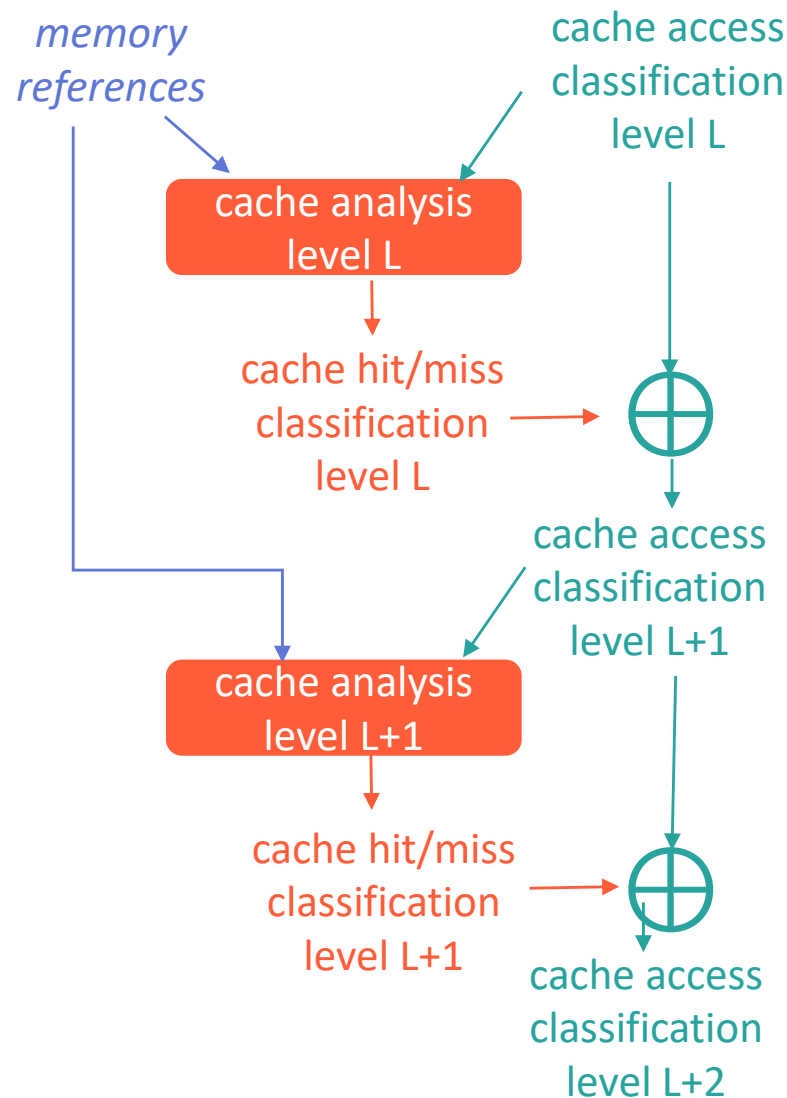 memory
references
cache access
classification
level L
cache analysis
level L
cache hit/miss
classification
level L
cache access
classification
level L+1
cache analysis
level L+1
cache hit/miss
classification
level L+1
cache access
classification
level L+2